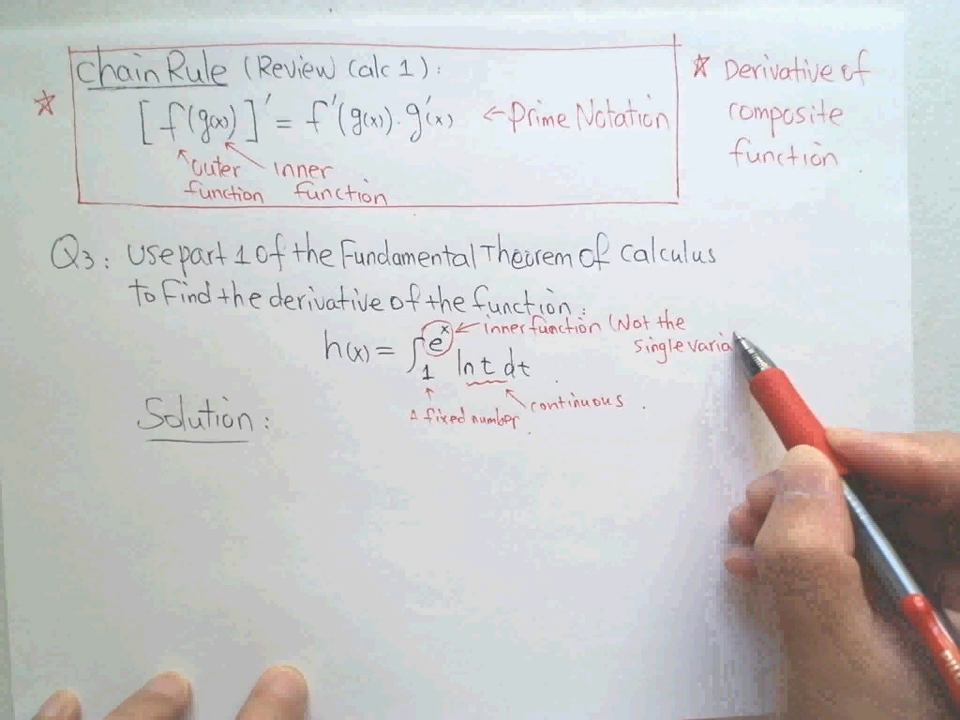 Chain Rule (Review Calc 1):
[f(g(x))]' = f'(g(x)).g'(x) ← Prime Notation
outer function
inner function
* Derivative of
composite
function
Q3: Use part 1 of the Fundamental Theorem of Calculus
to Find the derivative of the function:
h(x) = ∫₁^(e^x) ln t dt
← inner function (Not the
single varia
A fixed number
continuous
Solution: